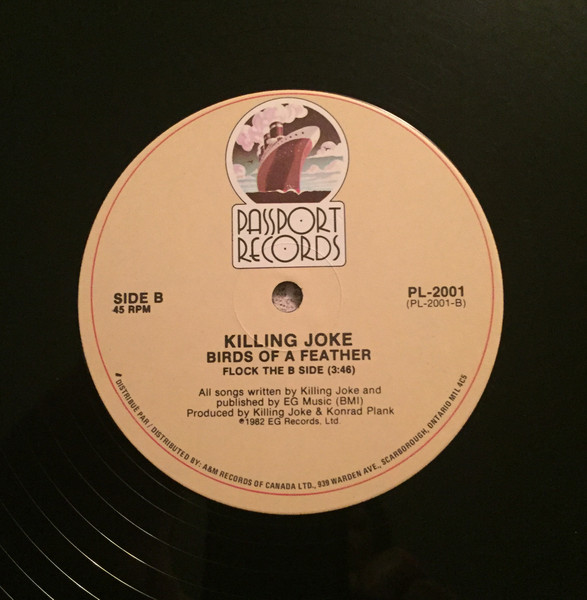 PASSPORT
RECORDS
SIDE B
45 RPM
PL-2001
(PL-2001-B)
KILLING JOKE
BIRDS OF A FEATHER
FLOCK THE B SIDE (3:46)
All songs written by Killing Joke and
published by EG Music (BMI)
Produced by Killing Joke & Konrad Plank
℗1982 EG Records, Ltd.
DISTRIBUE PAR / DISTRIBUTED BY: A&M RECORDS OF CANADA LTD., 939 WARDEN AVE., SCARBOROUGH, ONTARIO M1L 4C5